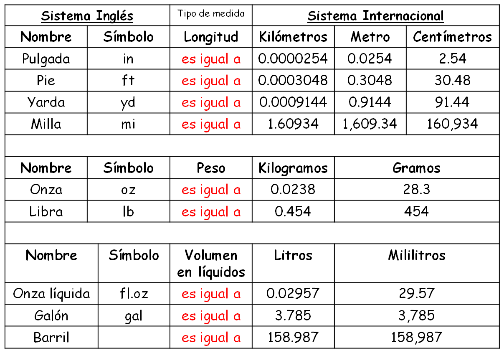 Sistema Inglés Tipo de medida Sistema Internacional
Nombre Símbolo Longitud Kilómetros Metro Centímetros
Pulgada in es igual a 0.0000254 0.0254 2.54
Pie ft es igual a 0.0003048 0.3048 30.48
Yarda yd es igual a 0.0009144 0.9144 91.44
Milla mi es igual a 1.60934 1,609.34 160,934
Nombre Símbolo Peso Kilogramos Gramos
Onza oz es igual a 0.0238 28.3
Libra lb es igual a 0.454 454
Nombre Símbolo Volumen en líquidos Litros Mililitros
Onza líquida fl.oz es igual a 0.02957 29.57
Galón gal es igual a 3.785 3,785
Barril es igual a 158.987 158,987